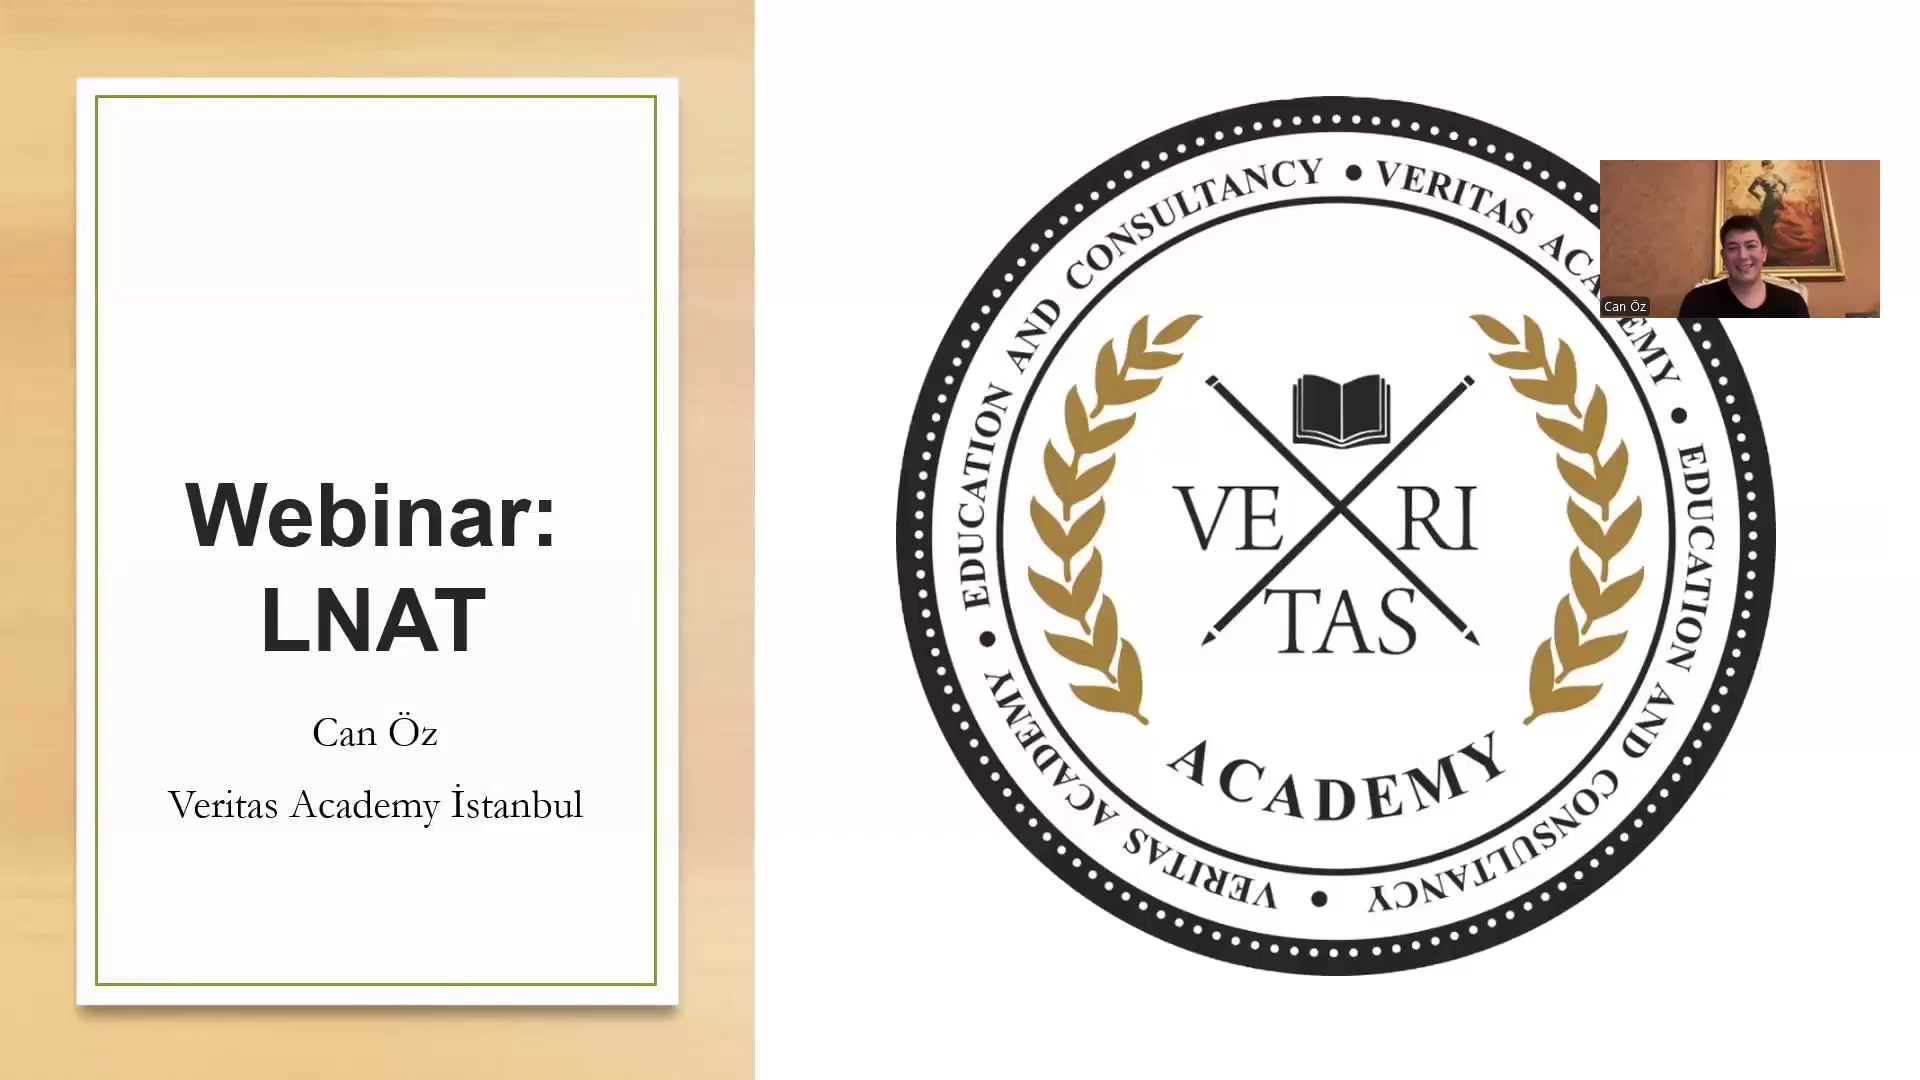 Webinar:
LNAT
Can Öz
Veritas Academy İstanbul
EDUCATION AND CONSULTANCY • VERITAS ACADEMY • EDUCATION AND CONSULTANCY • VERITAS ACADEMY •
VE RI
TAS
ACADEMY
Can Öz